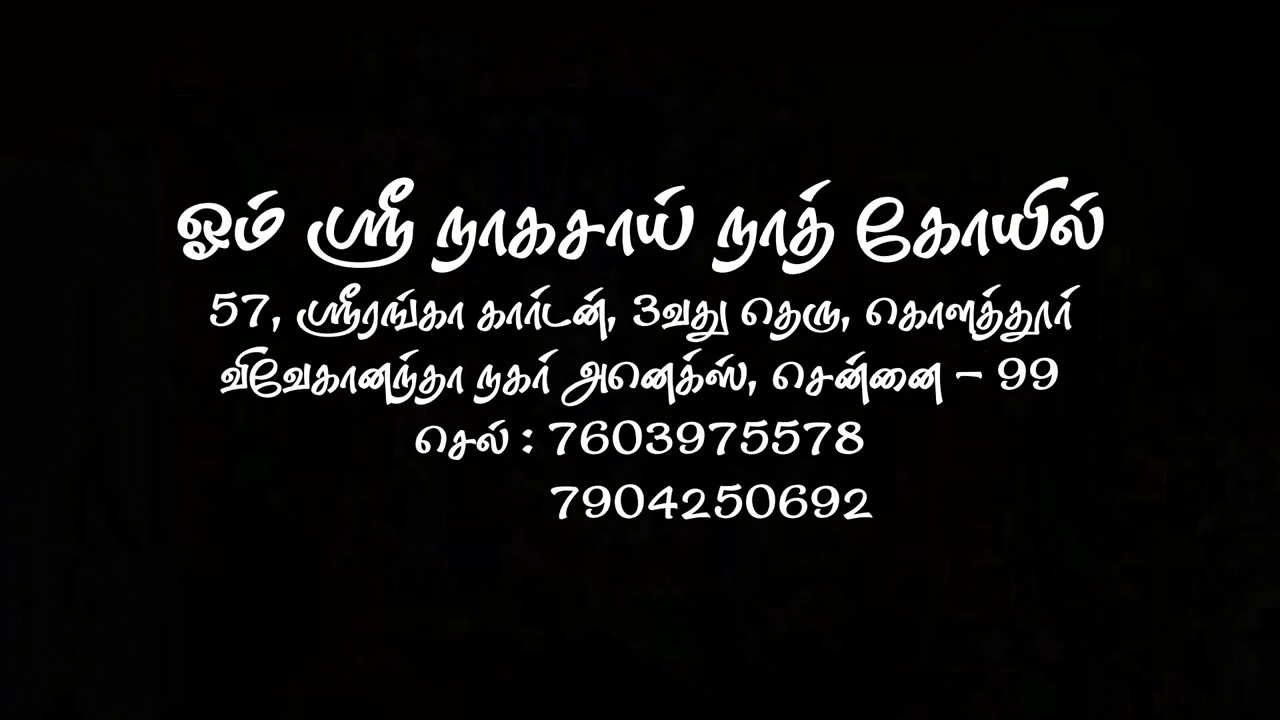 ஓம் ஸ்ரீ நாகசாய் நாத் கோயில்
57, ஸ்ரீரங்கா கார்டன், 3வது தெரு, கொளத்தூர்
விவேகானந்தா நகர் அனெக்ஸ், சென்னை – 99
செல் : 7603975578
7904250692